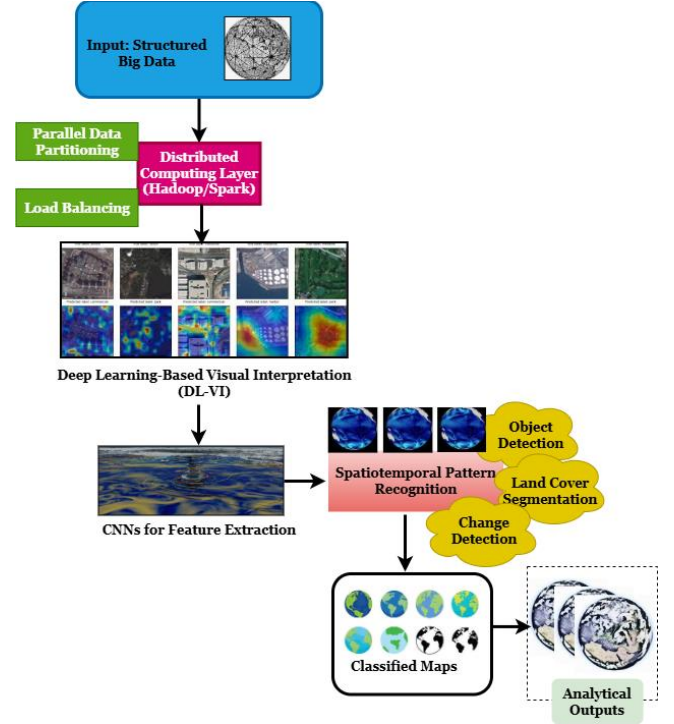 Input: Structured
Big Data
Parallel Data
Partitioning
Distributed
Computing Layer
(Hadoop/Spark)
Load Balancing
Deep Learning-Based Visual Interpretation
(DL-VI)
CNNs for Feature Extraction
Object
Detection
Spatiotemporal Pattern
Recognition
Land Cover
Segmentation
Change
Detection
Classified Maps
Analytical
Outputs